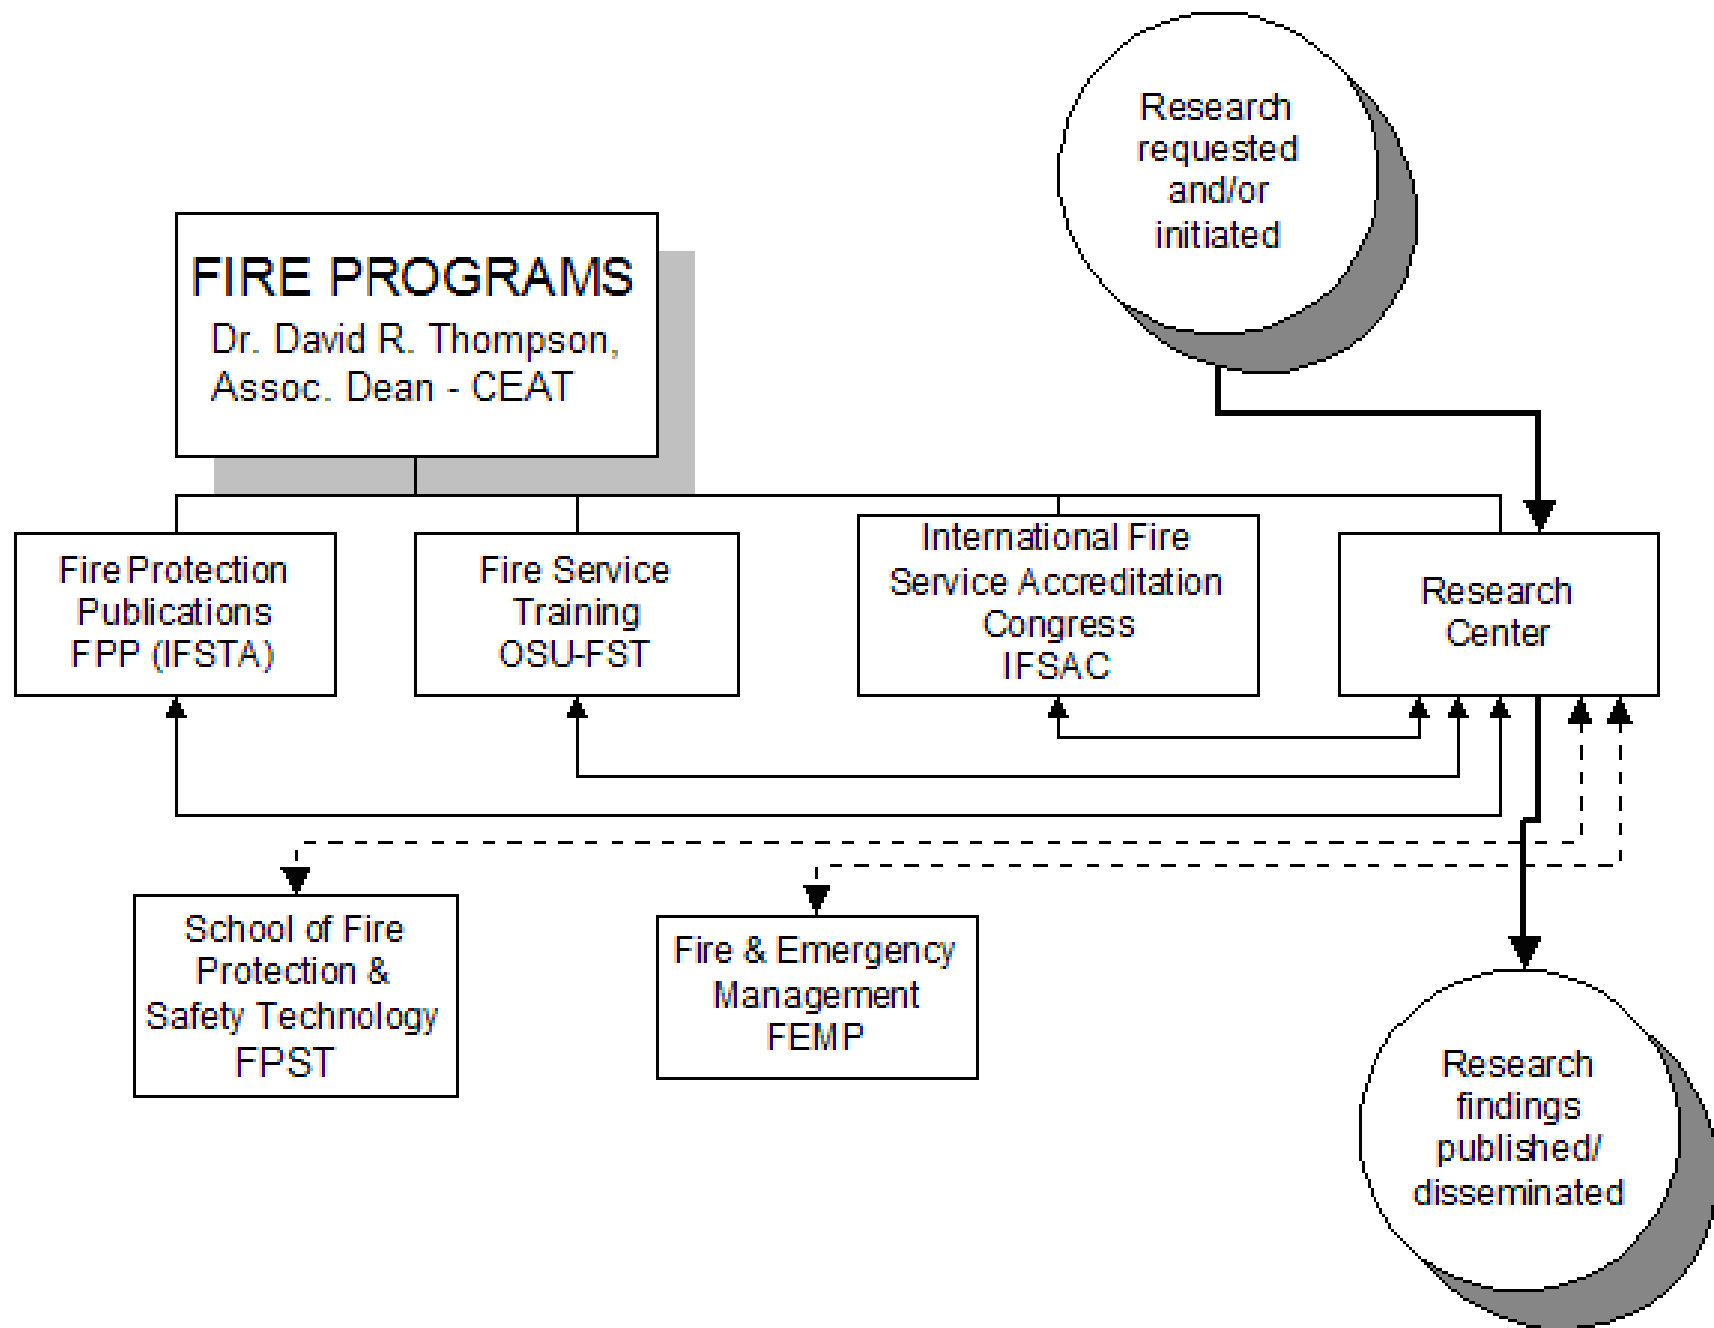 Research
requested
and/or
initiated
FIRE PROGRAMS
Dr. David R. Thompson,
Assoc. Dean - CEAT
Fire Protection
Publications
FPP (IFSTA)
Fire Service
Training
OSU-FST
International Fire
Service Accreditation
Congress
IFSAC
Research
Center
School of Fire
Protection &
Safety Technology
FPST
Fire & Emergency
Management
FEMP
Research
findings
published/
disseminated